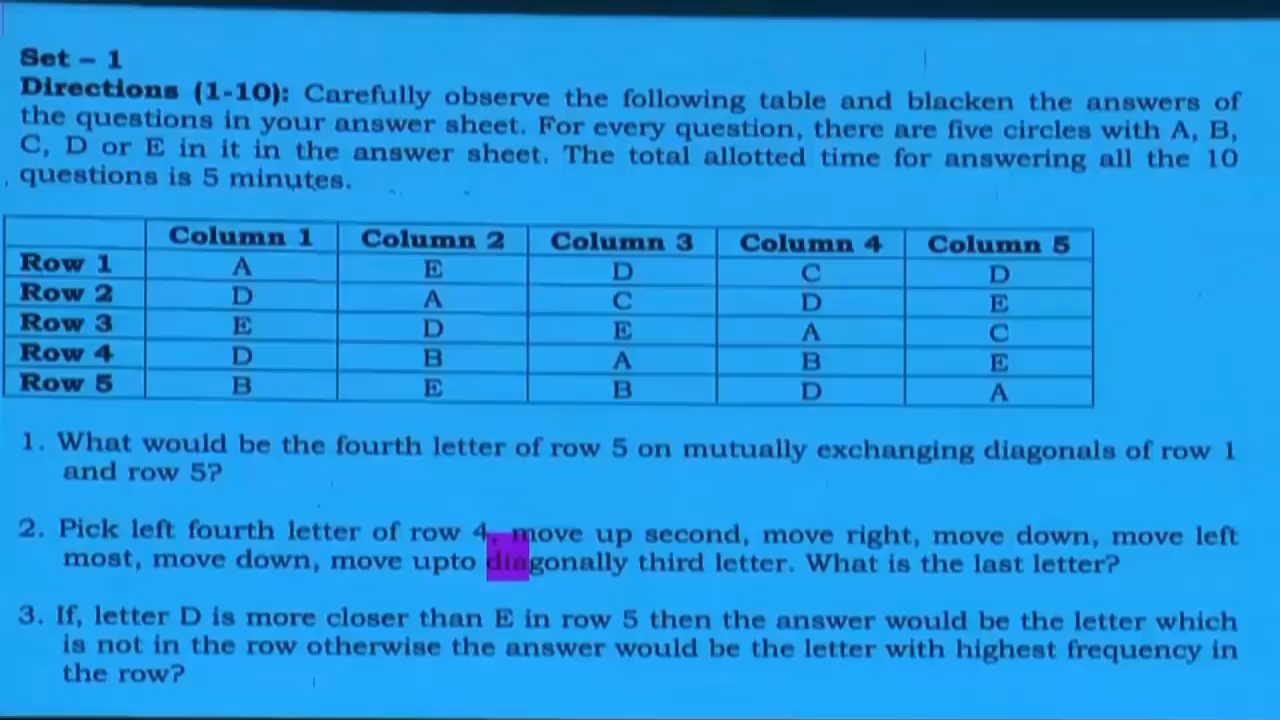 Set – 1
Directions (1-10): Carefully observe the following table and blacken the answers of
the questions in your answer sheet. For every question, there are five circles with A, B,
C, D or E in it in the answer sheet. The total allotted time for answering all the 10
questions is 5 minutes.
Column 1 Column 2 Column 3 Column 4 Column 5
Row 1 A E D C D
Row 2 D A C D E
Row 3 E D E A C
Row 4 D B A B E
Row 5 B E B D A
1. What would be the fourth letter of row 5 on mutually exchanging diagonals of row 1
and row 5?
2. Pick left fourth letter of row 4, move up second, move right, move down, move left
most, move down, move upto diagonally third letter. What is the last letter?
3. If, letter D is more closer than E in row 5 then the answer would be the letter which
is not in the row otherwise the answer would be the letter with highest frequency in
the row?